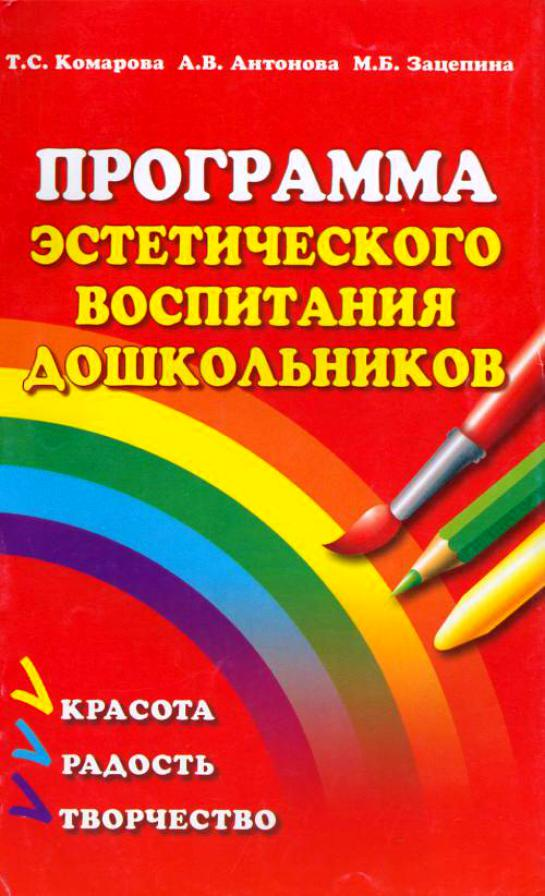 Т.С. Комарова А.В. Антонова М.Б. Зацепина
ПРОГРАММА
ЭСТЕТИЧЕСКОГО
ВОСПИТАНИЯ
ДОШКОЛЬНИКОВ
КРАСОТА
РАДОСТЬ
ТВОРЧЕСТВО